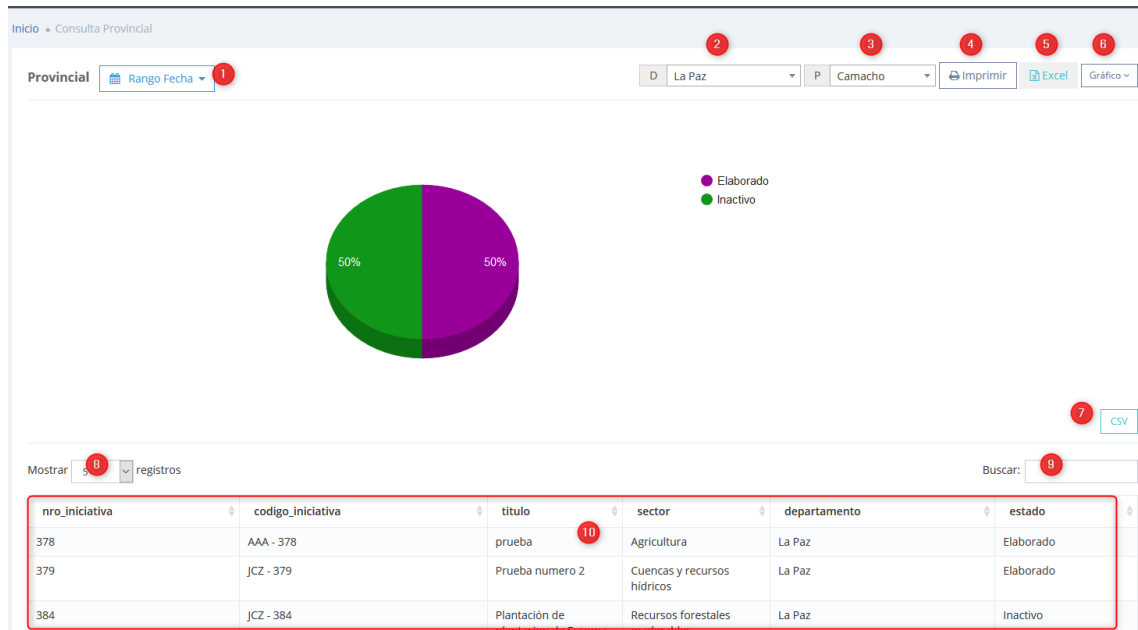 Inicio • Consulta Provincial
2 3 4 5 6
Provincial Rango Fecha 1 D La Paz P Camacho Imprimir Excel Gráfico
Elaborado
Inactivo
50% 50%
7 CSV
Mostrar 8 registros Buscar: 9
nro_iniciativa codigo_iniciativa titulo sector departamento estado
10
378 AAA - 378 prueba Agricultura La Paz Elaborado
379 JCZ - 379 Prueba numero 2 Cuencas y recursos La Paz Elaborado
hídricos
384 JCZ - 384 Plantación de Recursos forestales La Paz Inactivo